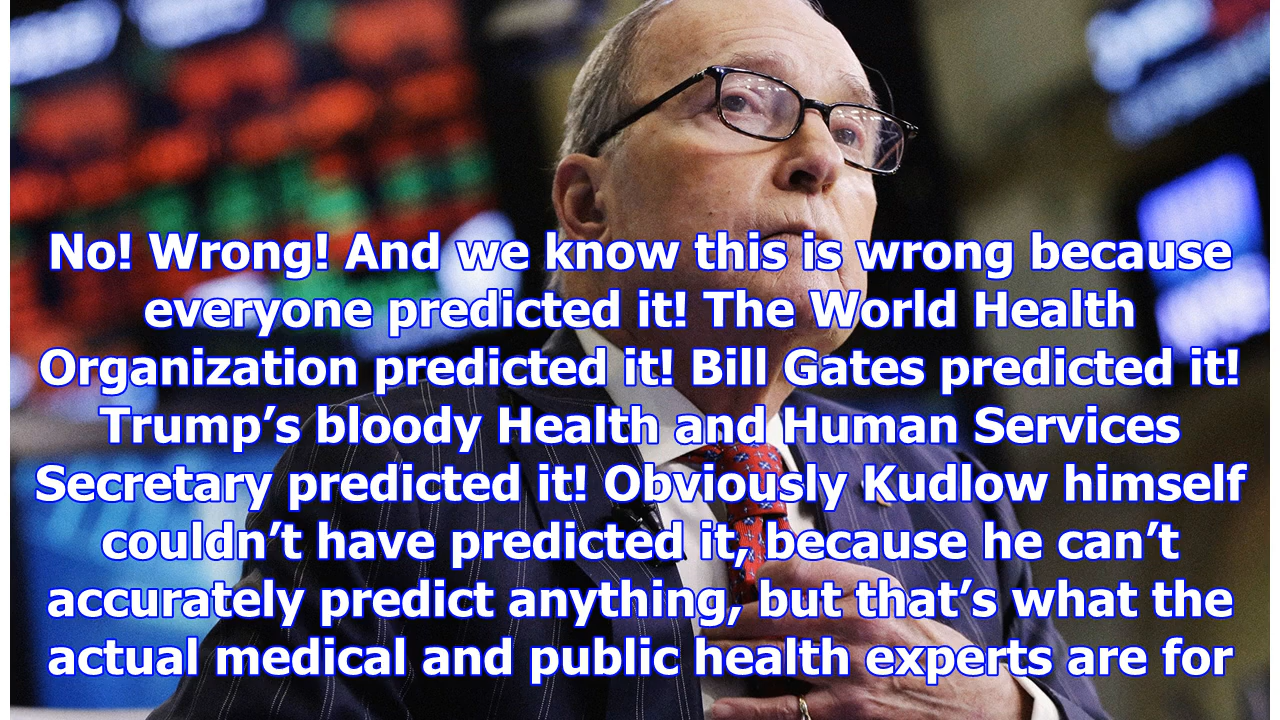 No! Wrong! And we know this is wrong because
everyone predicted it! The World Health
Organization predicted it! Bill Gates predicted it!
Trump’s bloody Health and Human Services
Secretary predicted it! Obviously Kudlow himself
couldn’t have predicted it, because he can’t
accurately predict anything, but that’s what the
actual medical and public health experts are for